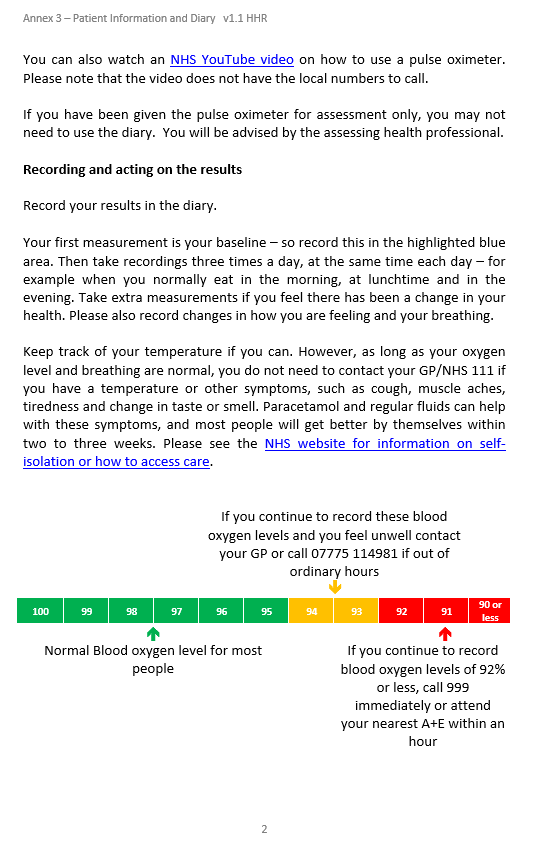 Annex 3 – Patient Information and Diary v1.1 HHR
You can also watch an NHS YouTube video on how to use a pulse oximeter.
Please note that the video does not have the local numbers to call.
If you have been given the pulse oximeter for assessment only, you may not
need to use the diary. You will be advised by the assessing health professional.
Recording and acting on the results
Record your results in the diary.
Your first measurement is your baseline – so record this in the highlighted blue
area. Then take recordings three times a day, at the same time each day – for
example when you normally eat in the morning, at lunchtime and in the
evening. Take extra measurements if you feel there has been a change in your
health. Please also record changes in how you are feeling and your breathing.
Keep track of your temperature if you can. However, as long as your oxygen
level and breathing are normal, you do not need to contact your GP/NHS 111 if
you have a temperature or other symptoms, such as cough, muscle aches,
tiredness and change in taste or smell. Paracetamol and regular fluids can help
with these symptoms, and most people will get better by themselves within
two to three weeks. Please see the NHS website for information on self-
isolation or how to access care.
If you continue to record these blood
oxygen levels and you feel unwell contact
your GP or call 07775 114981 if out of
ordinary hours
100 99 98 97 96 95 94 93 92 91 90 or
less
Normal Blood oxygen level for most
people
If you continue to record
blood oxygen levels of 92%
or less, call 999
immediately or attend
your nearest A+E within an
hour
2